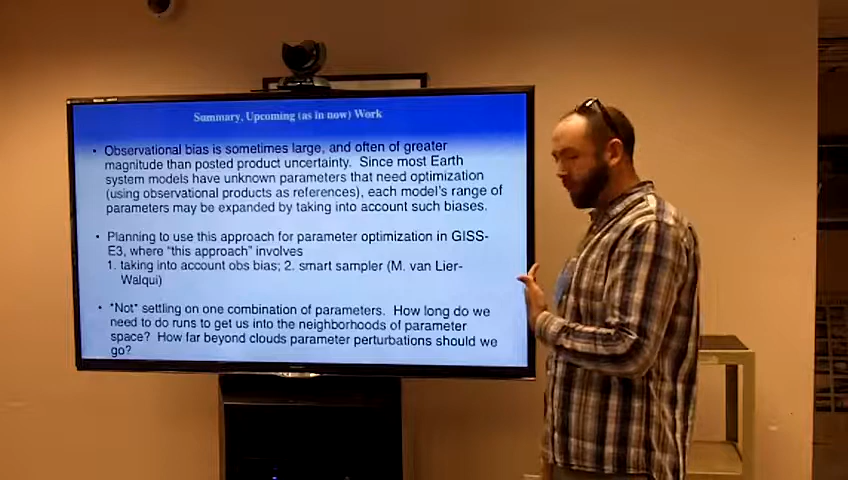 Summary, Upcoming (as in now) Work
• Observational bias is sometimes large, and often of greater
magnitude than posted product uncertainty.  Since most Earth
system models have unknown parameters that need optimization
(using observational products as references), each model's range of
parameters may be expanded by taking into account such biases.
• Planning to use this approach for parameter optimization in GISS-
E3, where "this approach" involves
1. taking into account obs bias; 2. smart sampler (M. van Lier-
Walqui)
• *Not* settling on one combination of parameters.  How long do we
need to do runs to get us into the neighborhoods of parameter
space?  How far beyond clouds parameter perturbations should we
go?